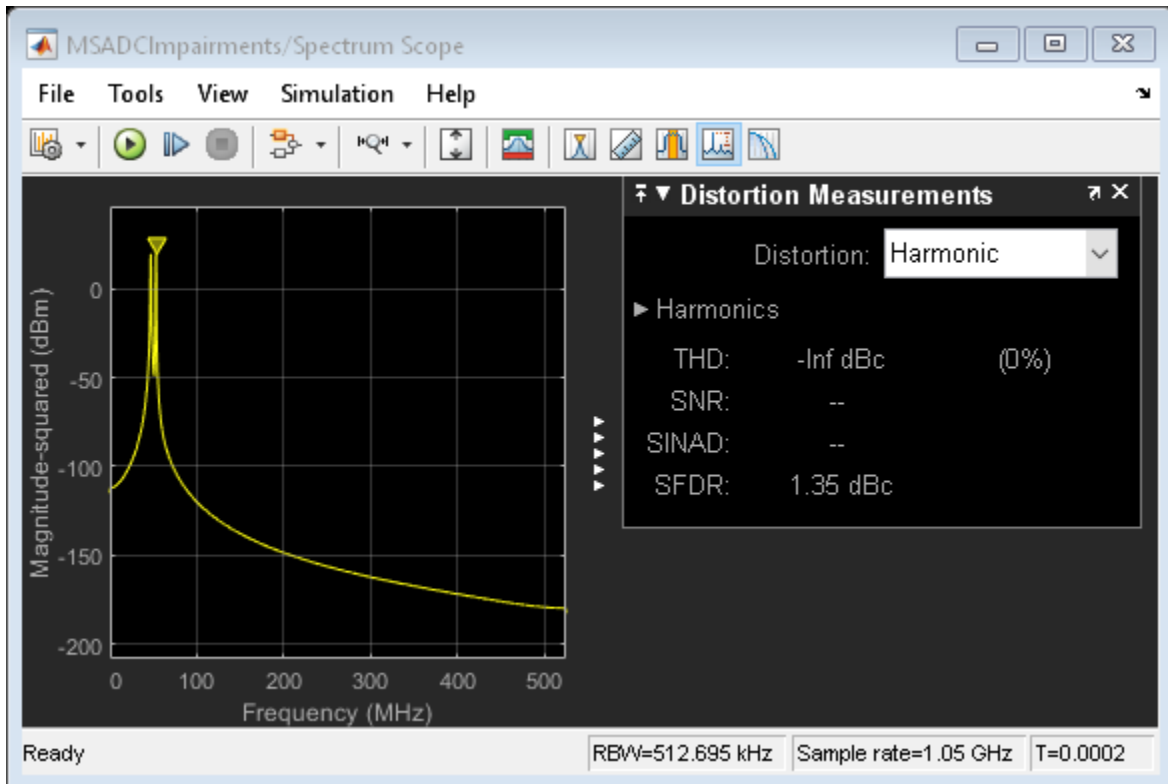 MSADCImpairments/Spectrum Scope
File Tools View Simulation Help
Distortion Measurements
Distortion: Harmonic
Harmonics
THD: -Inf dBc (0%)
SNR: --
SINAD: --
SFDR: 1.35 dBc
Magnitude-squared (dBm)
0
-50
-100
-150
-200
0 100 200 300 400 500
Frequency (MHz)
Ready RBW=512.695 kHz Sample rate=1.05 GHz T=0.0002